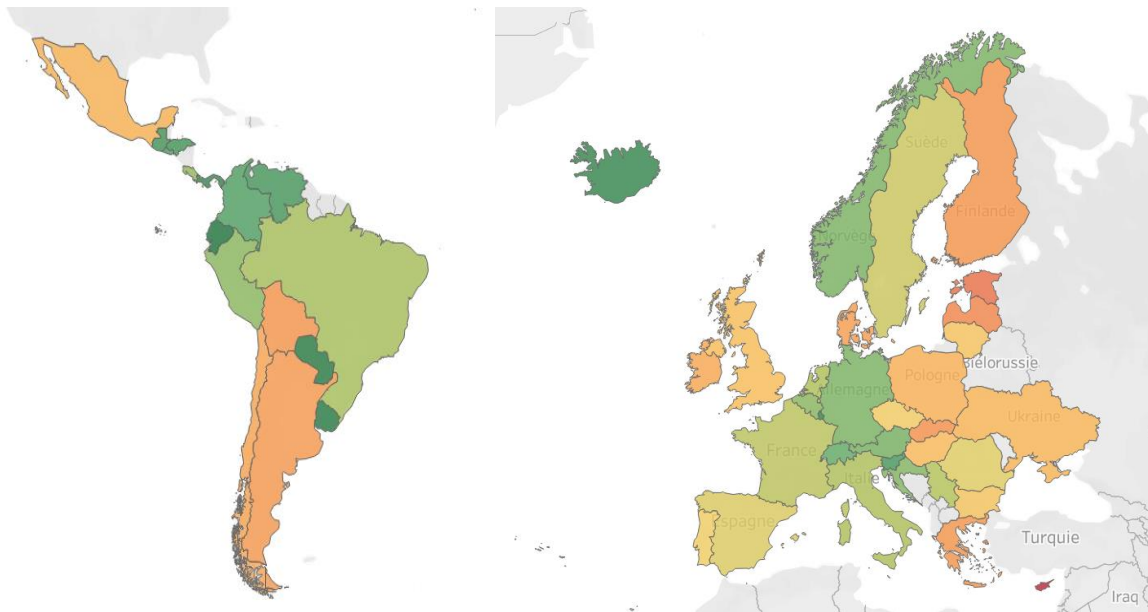 Suède
Finlande
Norvège
Biélorussie
Allemagne
Pologne
Ukraine
France
Italie
Espagne
Turquie
Iraq